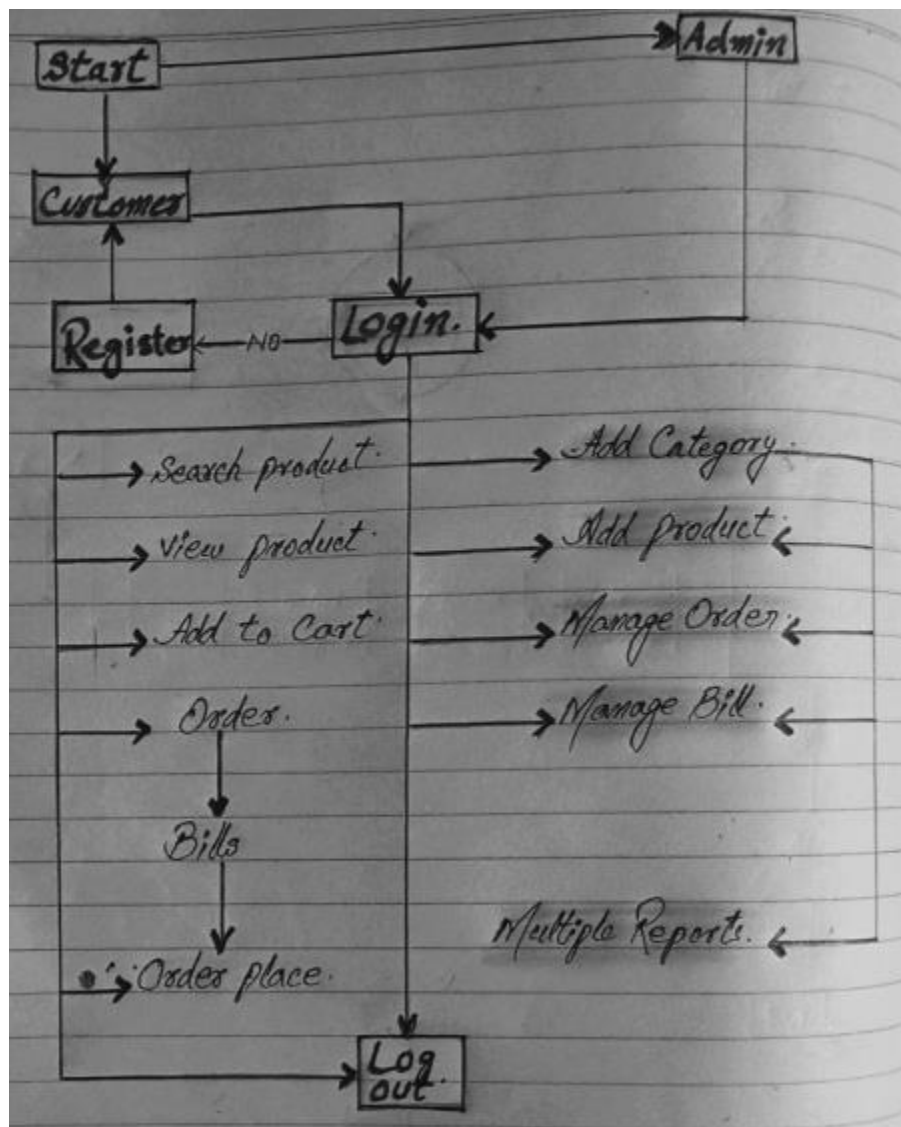 Start
Admin
Customer
Register
NO
Login.
Search product.
Add Category.
View product.
Add product.
Add to Cart.
Manage Order.
Order.
Manage Bill.
Bills
Multiple Reports.
Order place.
Log
out.